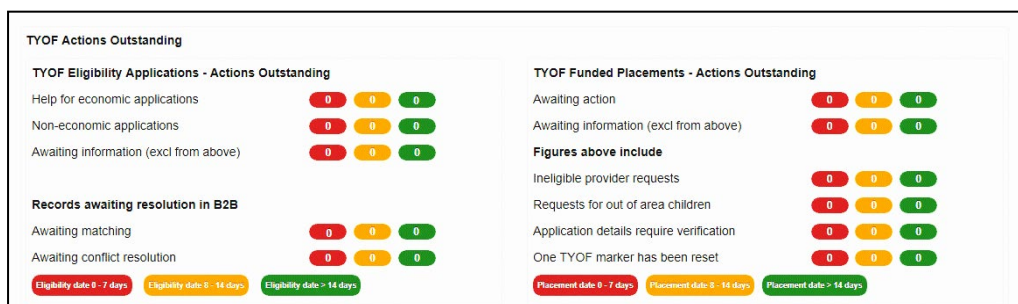 TYOF Actions Outstanding
TYOF Eligibility Applications - Actions Outstanding
Help for economic applications 0 0 0
Non-economic applications 0 0 0
Awaiting information (excl from above) 0 0 0
Records awaiting resolution in B2B
Awaiting matching 0 0 0
Awaiting conflict resolution 0 0 0
Eligibility date 0 - 7 days Eligibility date 8 - 14 days Eligibility date > 14 days
TYOF Funded Placements - Actions Outstanding
Awaiting action 0 0 0
Awaiting information (excl from above) 0 0 0
Figures above include
Ineligible provider requests 0 0 0
Requests for out of area children 0 0 0
Application details require verification 0 0 0
One TYOF marker has been reset 0 0 0
Placement date 0 - 7 days Placement date 8 - 14 days Placement date > 14 days